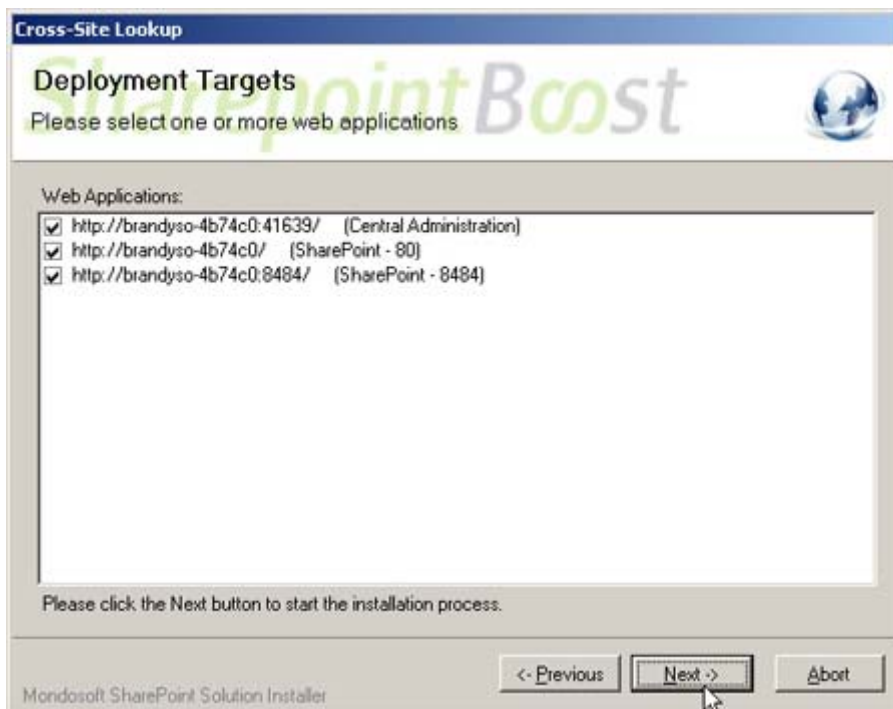 Cross-Site Lookup
SharepointBoost
Deployment Targets
Please select one or more web applications
Web Applications:
http://brandyso-4b74c0:41639/ (Central Administration)
http://brandyso-4b74c0/ (SharePoint - 80)
http://brandyso-4b74c0:8484/ (SharePoint - 8484)
Please click the Next button to start the installation process.
<- Previous Next -> Abort
Mondosoft SharePoint Solution Installer